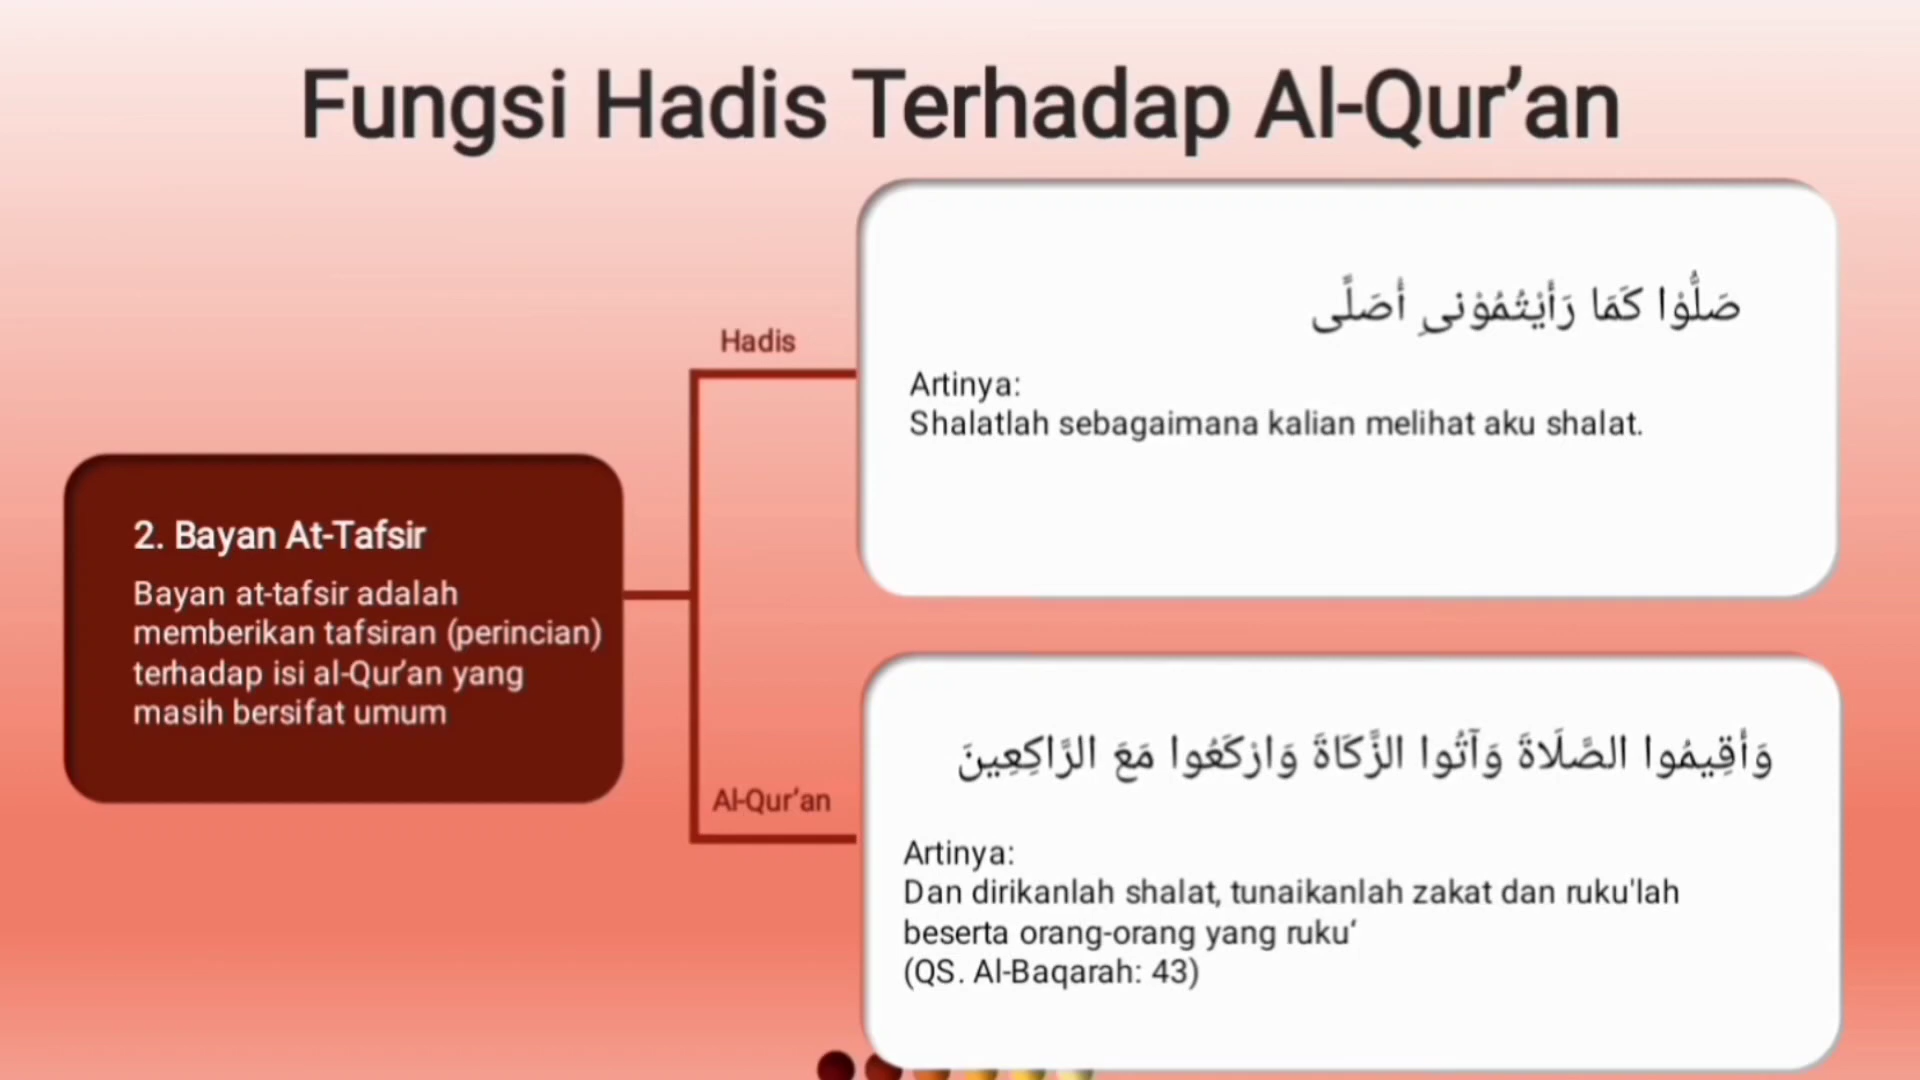 Fungsi Hadis Terhadap Al-Qur’an
Hadis
صَلُّوْا كَمَا رَأَيْتُمُوْنىِ أُصَلًى
Artinya:
Shalatlah sebagaimana kalian melihat aku shalat.
2. Bayan At-Tafsir
Bayan at-tafsir adalah
memberikan tafsiran (perincian)
terhadap isi al-Qur’an yang
masih bersifat umum
Al-Qur’an
وَأَقِيمُوا الصَّلَاةَ وَآتُوا الزَّكَاةَ وَارْكَعُوا مَعَ الرَّاكِعِينَ
Artinya:
Dan dirikanlah shalat, tunaikanlah zakat dan ruku'lah
beserta orang-orang yang ruku‘
(QS. Al-Baqarah: 43)